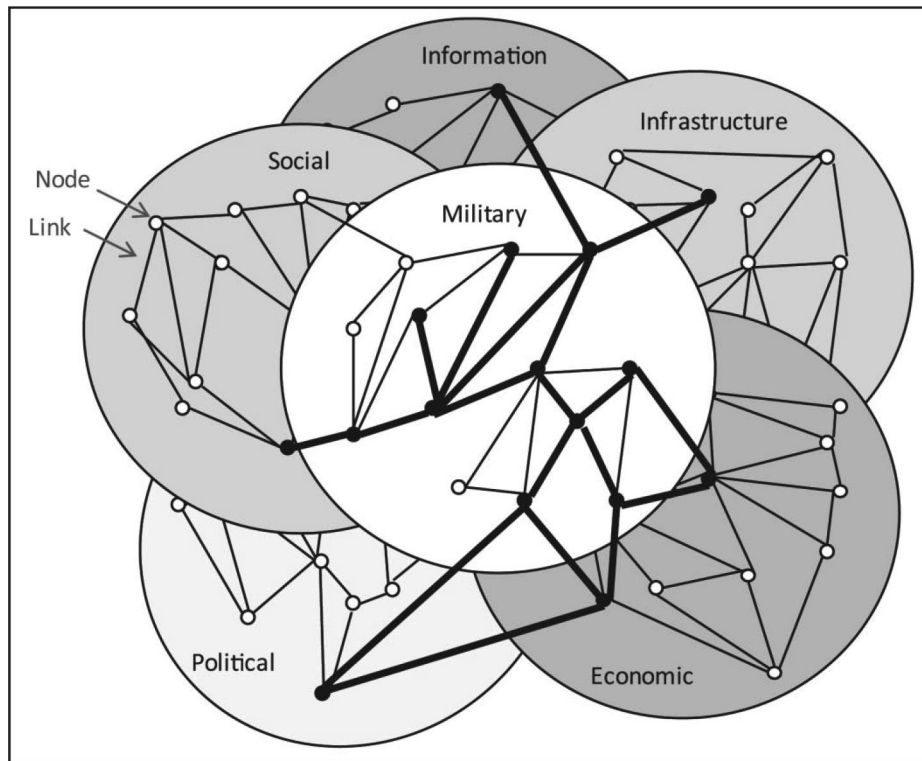 Information
Infrastructure
Social
Node
Military
Link
Political
Economic